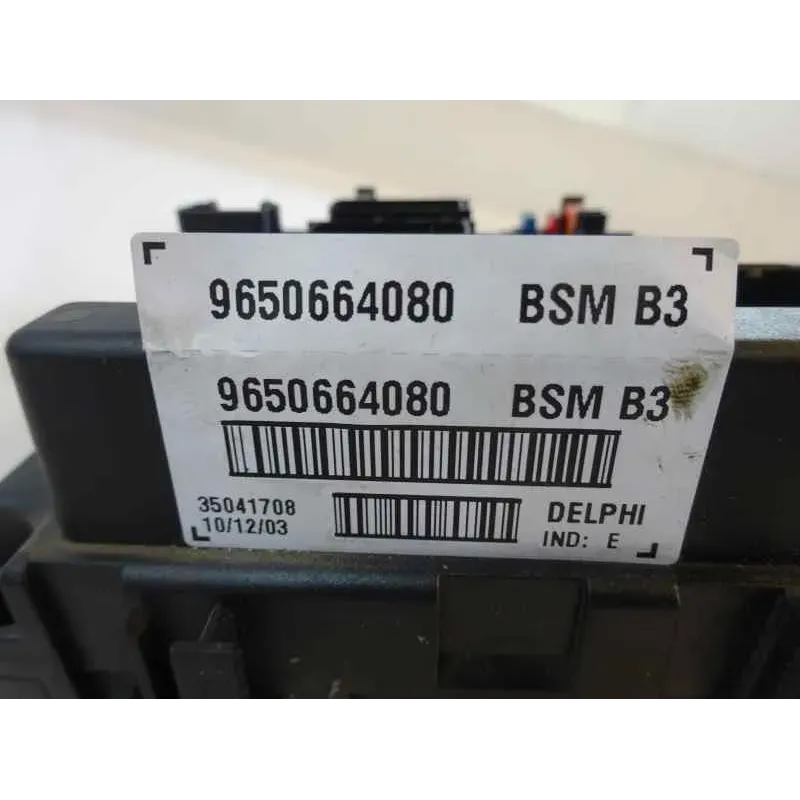 9650664080 BSM B3
9650664080 BSM B3
35041708 DELPHI
10/12/03 IND: E